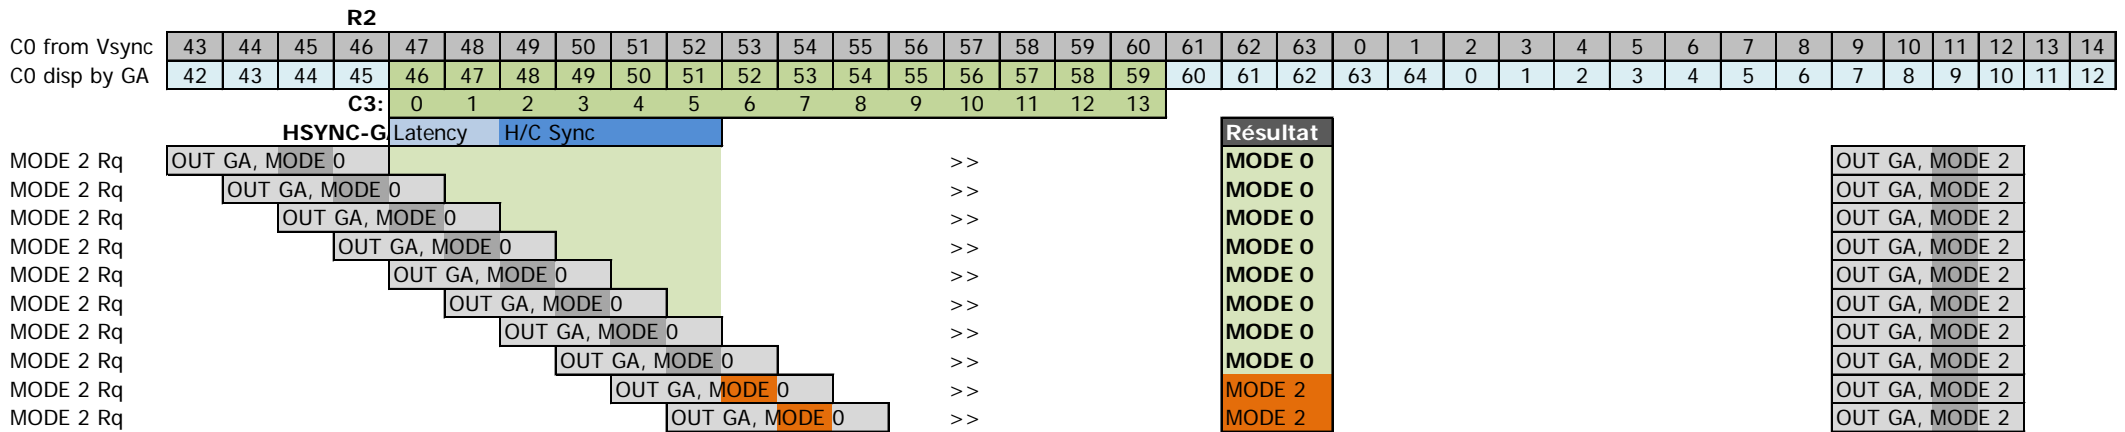 R2
C0 from Vsync 43 44 45 46 47 48 49 50 51 52 53 54 55 56 57 58 59 60 61 62 63 0 1 2 3 4 5 6 7 8 9 10 11 12 13 14
C0 disp by GA 42 43 44 45 46 47 48 49 50 51 52 53 54 55 56 57 58 59 60 61 62 63 64 0 1 2 3 4 5 6 7 8 9 10 11 12
C3: 0 1 2 3 4 5 6 7 8 9 10 11 12 13
HSYNC-G Latency H/C Sync Résultat
MODE 2 Rq OUT GA, MODE 0 >> MODE 0 OUT GA, MODE 2
MODE 2 Rq OUT GA, MODE 0 >> MODE 0 OUT GA, MODE 2
MODE 2 Rq OUT GA, MODE 0 >> MODE 0 OUT GA, MODE 2
MODE 2 Rq OUT GA, MODE 0 >> MODE 0 OUT GA, MODE 2
MODE 2 Rq OUT GA, MODE 0 >> MODE 0 OUT GA, MODE 2
MODE 2 Rq OUT GA, MODE 0 >> MODE 0 OUT GA, MODE 2
MODE 2 Rq OUT GA, MODE 0 >> MODE 0 OUT GA, MODE 2
MODE 2 Rq OUT GA, MODE 0 >> MODE 0 OUT GA, MODE 2
MODE 2 Rq OUT GA, MODE 0 >> MODE 2 OUT GA, MODE 2
MODE 2 Rq OUT GA, MODE 0 >> MODE 2 OUT GA, MODE 2